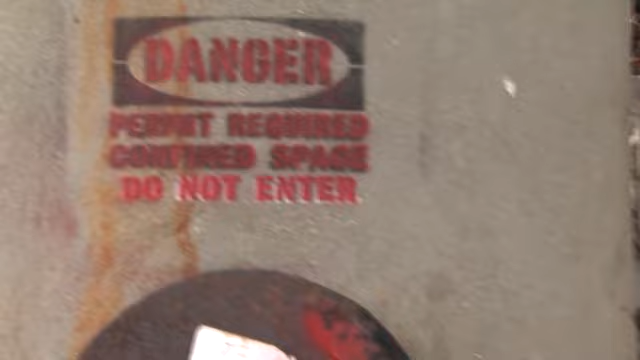 DANGER
PERMIT REQUIRED
CONFINED SPACE
DO NOT ENTER